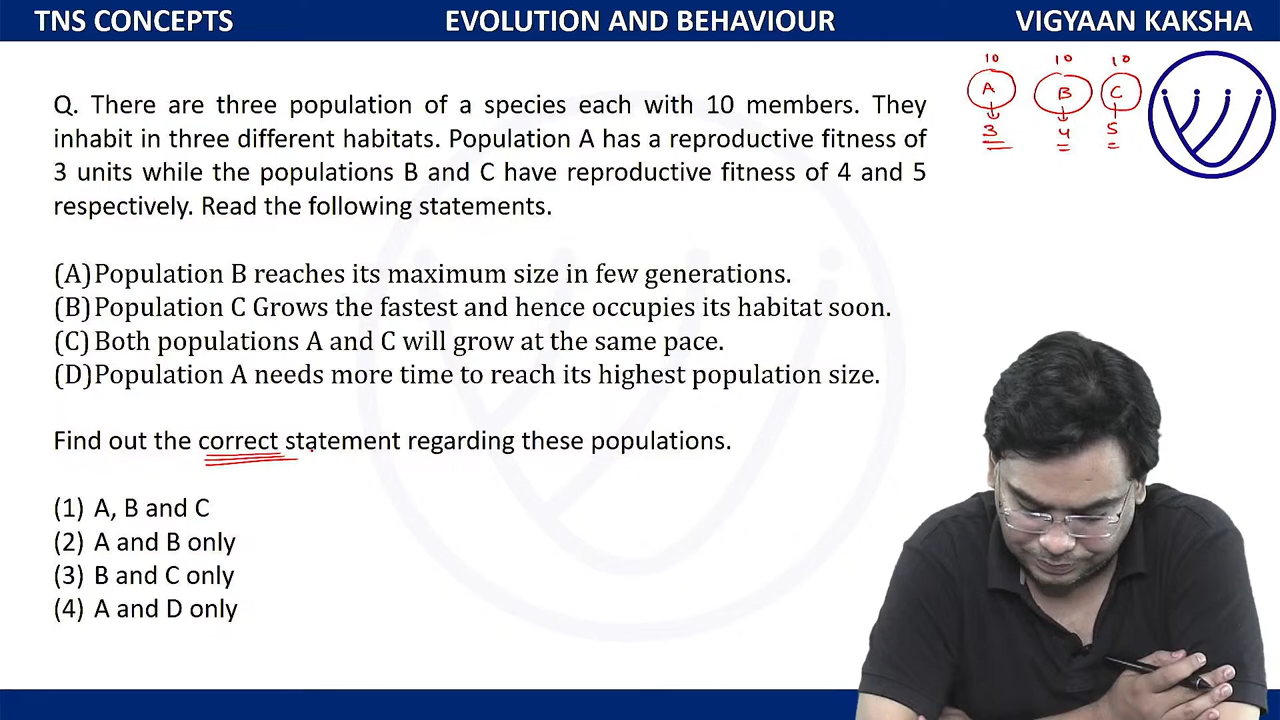 TNS CONCEPTS EVOLUTION AND BEHAVIOUR VIGYAAN KAKSHA
10 10 10
A B C
3 4 5
Q. There are three population of a species each with 10 members. They
inhabit in three different habitats. Population A has a reproductive fitness of
3 units while the populations B and C have reproductive fitness of 4 and 5
respectively. Read the following statements.
(A) Population B reaches its maximum size in few generations.
(B) Population C Grows the fastest and hence occupies its habitat soon.
(C) Both populations A and C will grow at the same pace.
(D) Population A needs more time to reach its highest population size.
Find out the correct statement regarding these populations.
(1) A, B and C
(2) A and B only
(3) B and C only
(4) A and D only